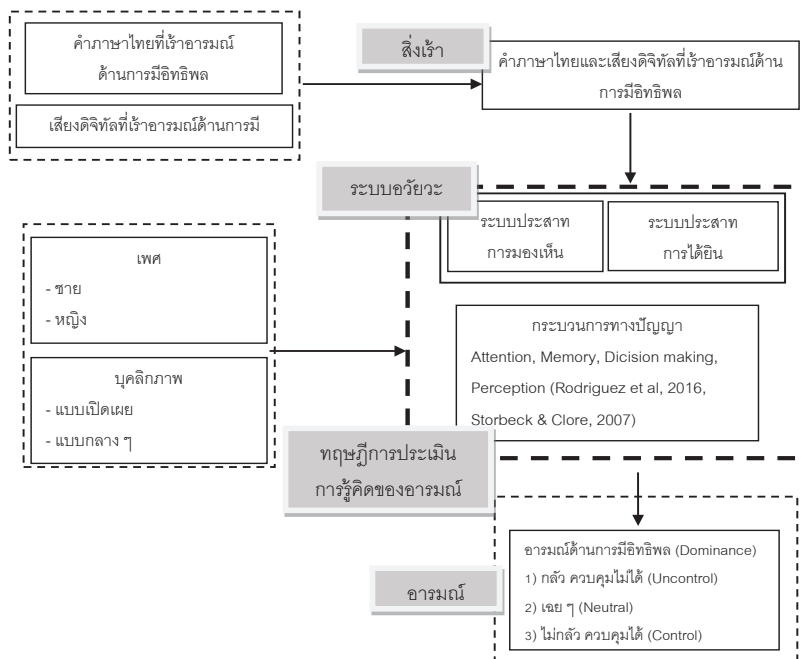 คำภาษาไทยที่เร้าอารมณ์
ด้านการมีอิทธิพล
เสียงดิจิทัลที่เร้าอารมณ์ด้านการมี
สิ่งเร้า
คำภาษาไทยและเสียงดิจิทัลที่เร้าอารมณ์ด้าน
การมีอิทธิพล
ระบบอวัยวะ
ระบบประสาท
การมองเห็น
ระบบประสาท
การได้ยิน
เพศ
- ชาย
- หญิง
บุคลิกภาพ
- แบบเปิดเผย
- แบบกลาง ๆ
กระบวนการทางปัญญา
Attention, Memory, Dicision making,
Perception (Rodriguez et al, 2016,
Storbeck & Clore, 2007)
ทฤษฎีการประเมิน
การรู้คิดของอารมณ์
อารมณ์
อารมณ์ด้านการมีอิทธิพล (Dominance)
1) กลัว ควบคุมไม่ได้ (Uncontrol)
2) เฉย ๆ (Neutral)
3) ไม่กลัว ควบคุมได้ (Control)